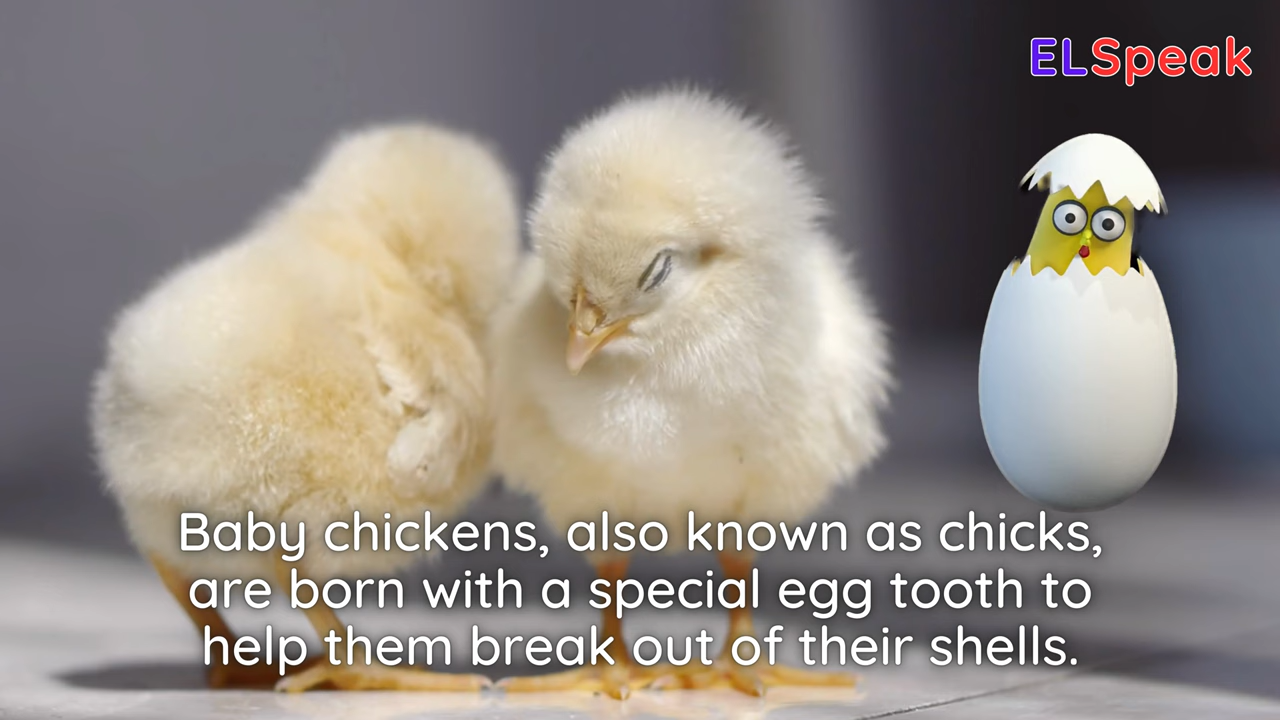 ELSpeak
Baby chickens, also known as chicks,
are born with a special egg tooth to
help them break out of their shells.